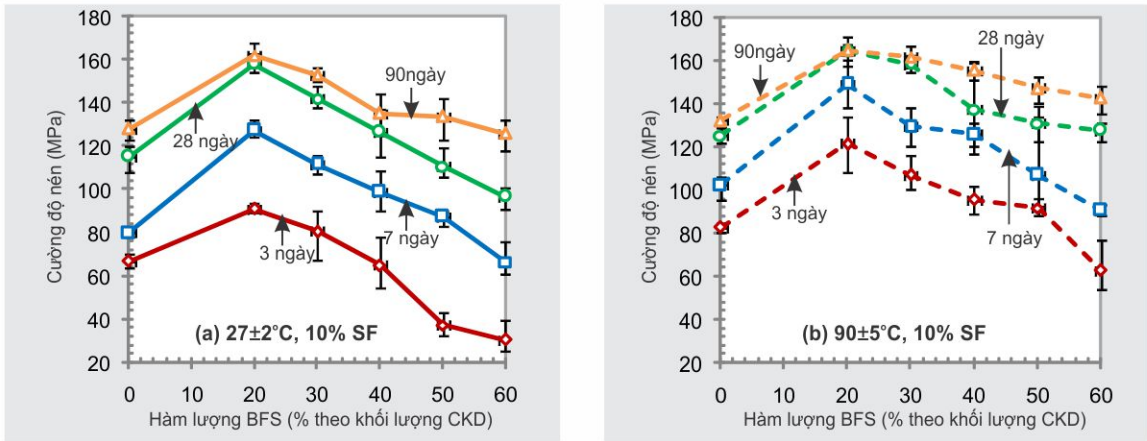 180
160
140
120
100
80
60
40
20
Cường độ nén (MPa)
28 ngày
90ngày
7 ngày
3 ngày
(a) 27±2°C, 10% SF
0 10 20 30 40 50 60
Hàm lượng BFS (% theo khối lượng CKD)
180
160
140
120
100
80
60
40
20
Cường độ nén (MPa)
90ngày
28 ngày
3 ngày
7 ngày
(b) 90±5°C, 10% SF
0 10 20 30 40 50 60
Hàm lượng BFS (% theo khối lượng CKD)